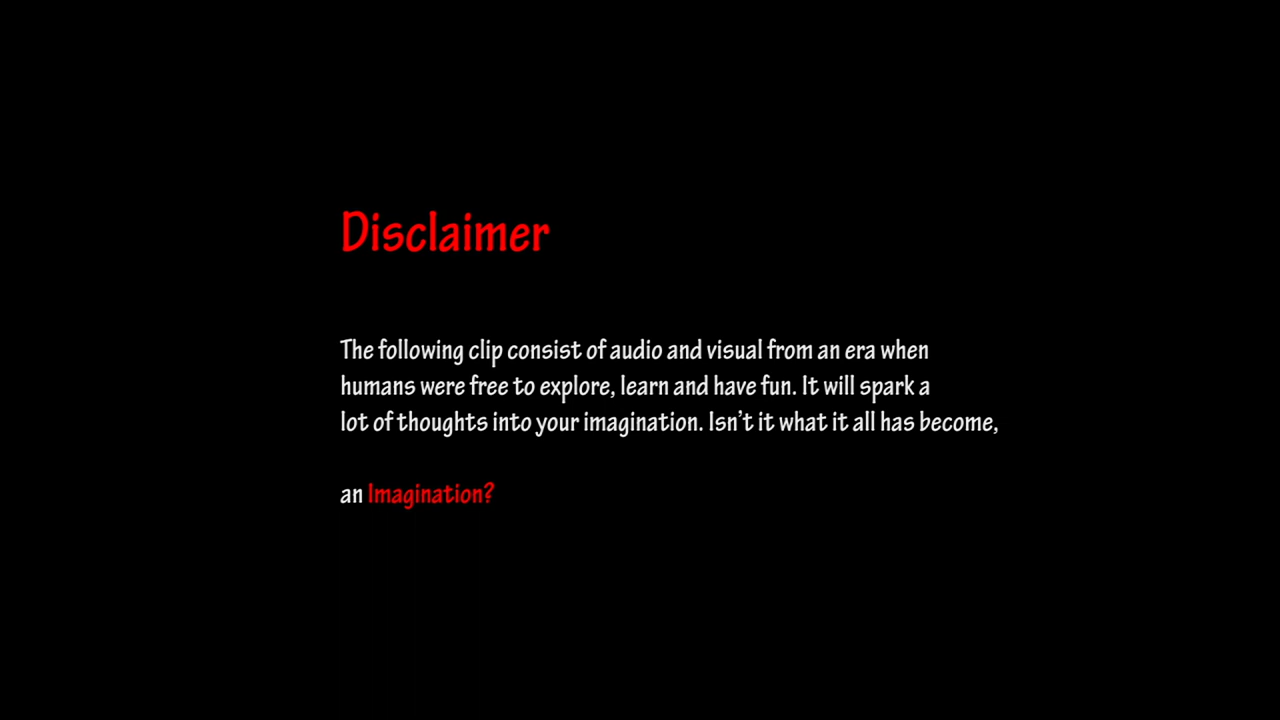 Disclaimer
The following clip consist of audio and visual from an era when
humans were free to explore, learn and have fun. It will spark a
lot of thoughts into your imagination. Isn't it what it all has become,
an Imagination?